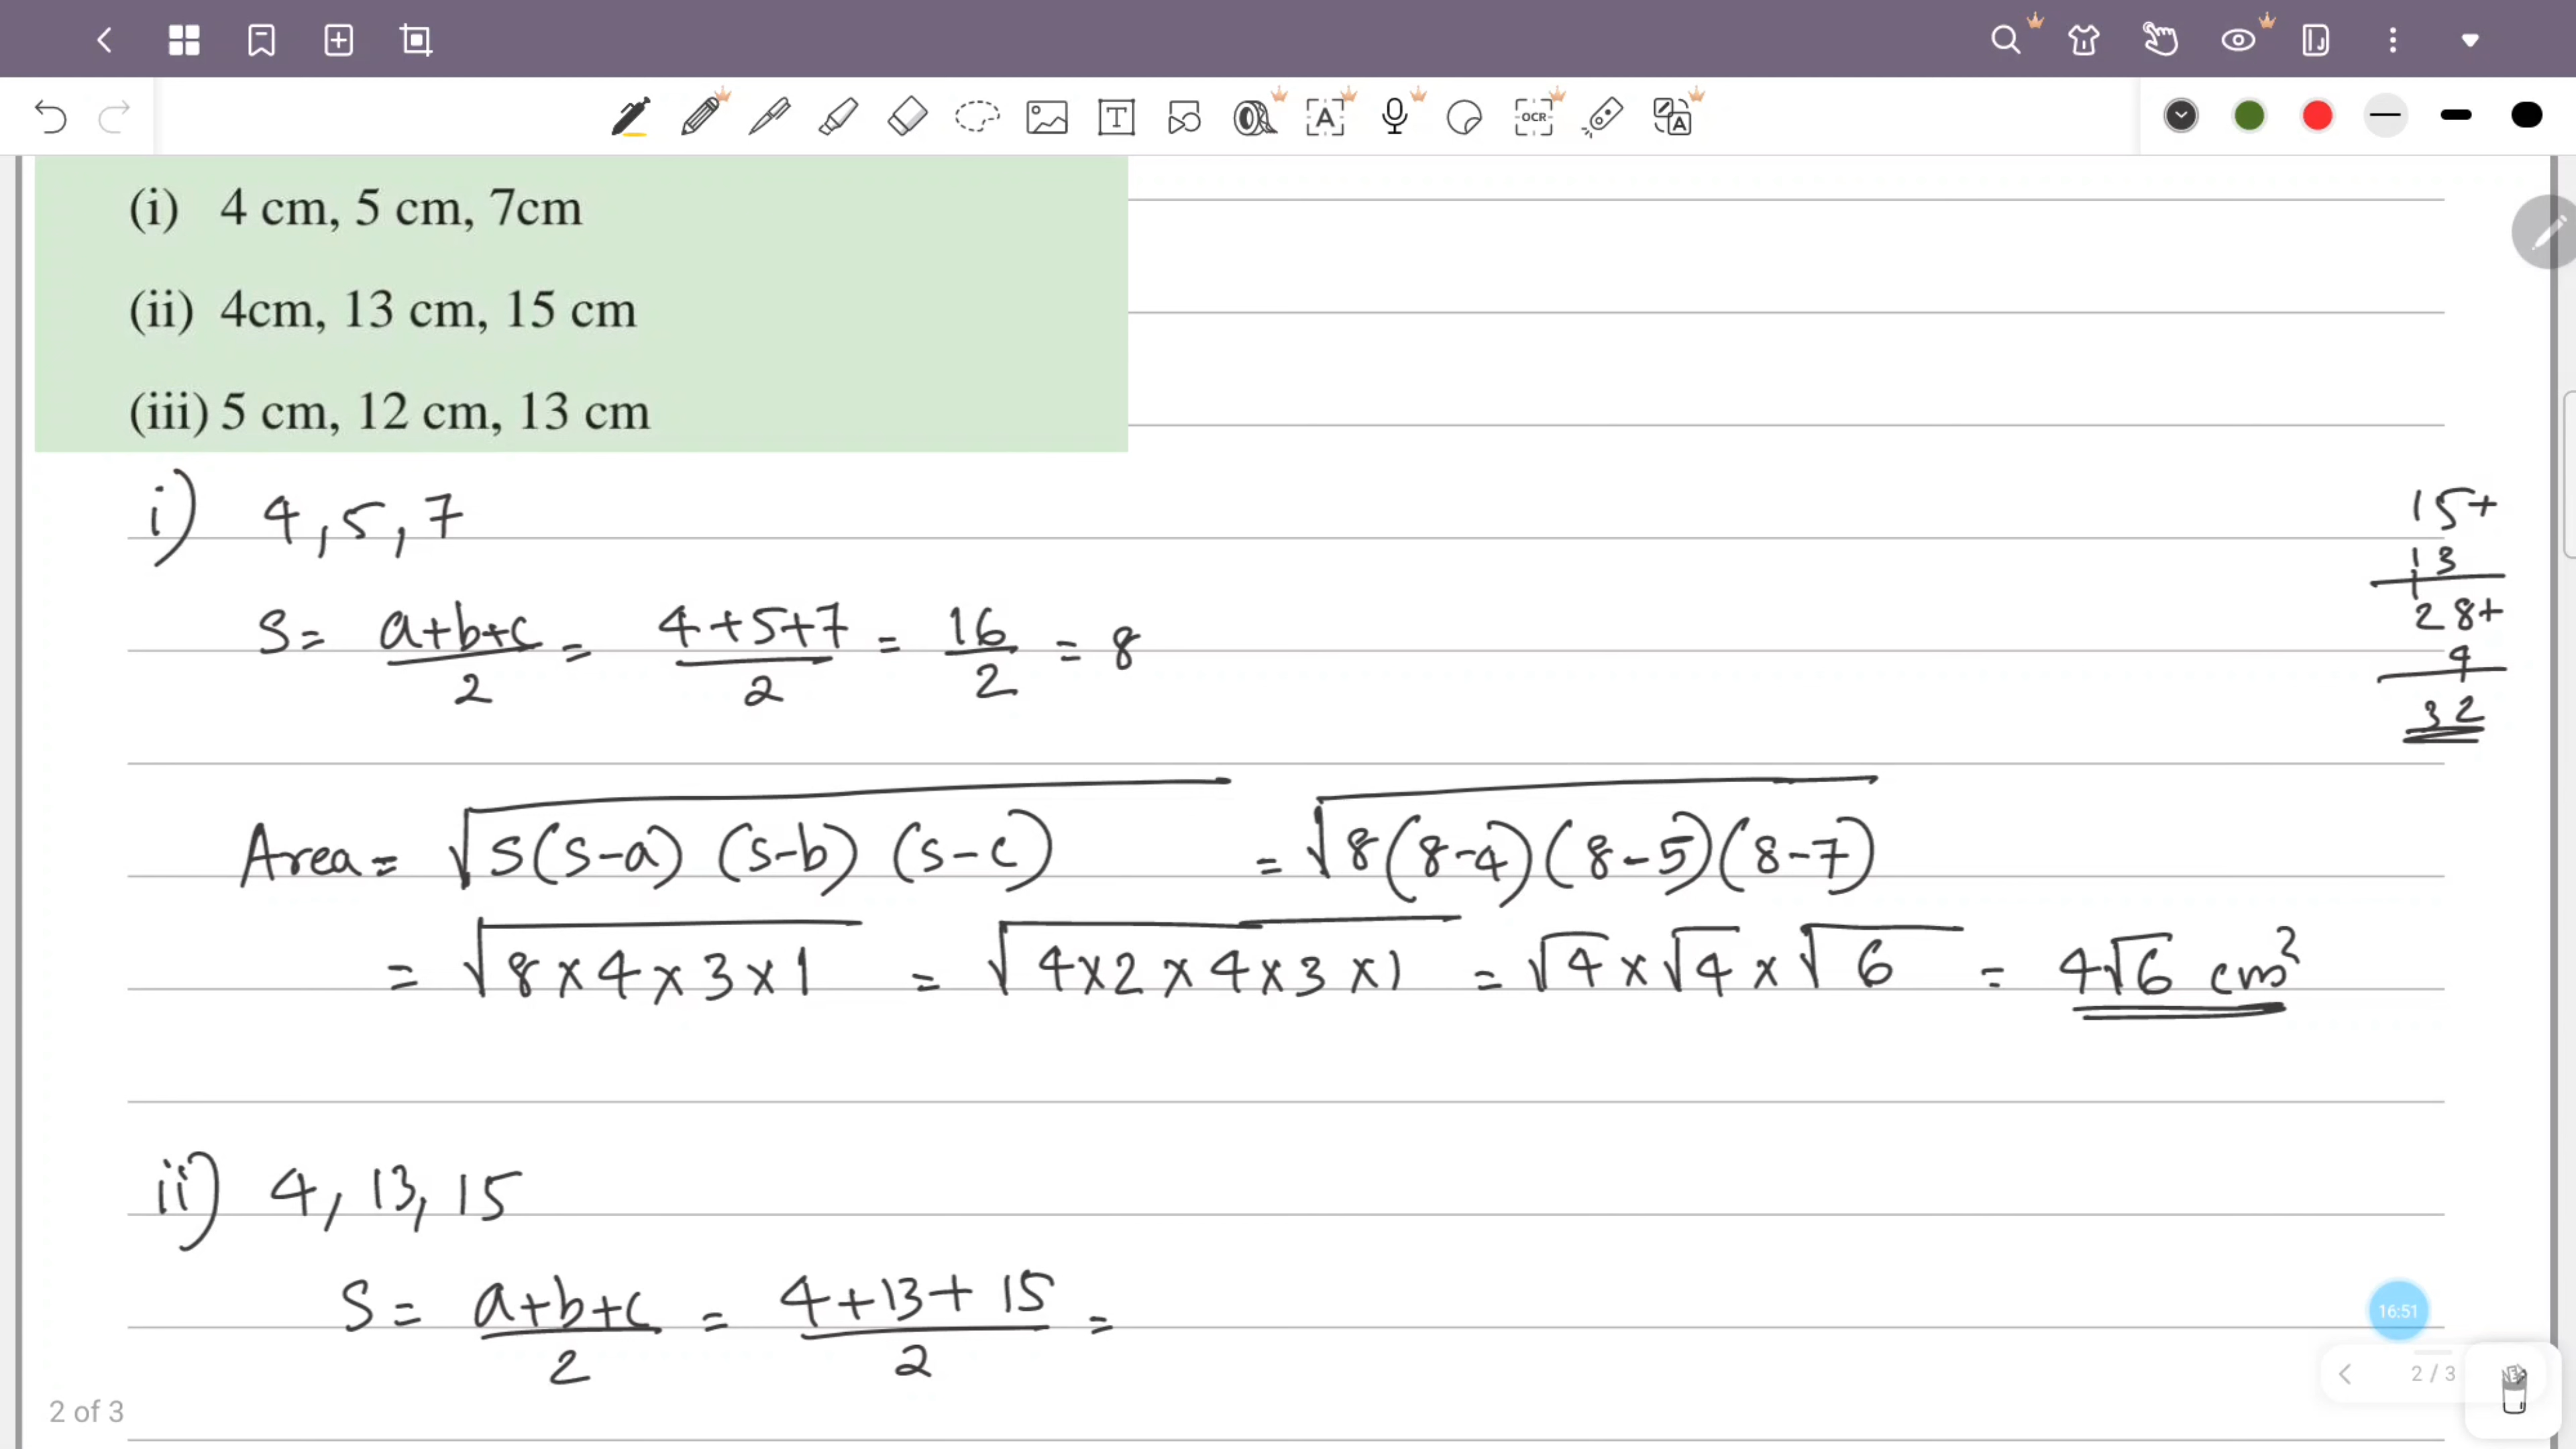 OCR
A
T
A
(i) 4 cm, 5 cm, 7cm
(ii) 4cm, 13 cm, 15 cm
(iii) 5 cm, 12 cm, 13 cm
i) 4, 5, 7
S = a+b+c/2 = 4+5+7/2 = 16/2 = 8
15+
13
28+
4
32
Area = √s(s-a) (s-b) (s-c) = √8(8-4)(8-5)(8-7)
= √8×4×3×1 = √4×2×4×3×1 = √4×√4×√6 = 4√6 cm²
ii) 4, 13, 15
S = a+b+c/2 = 4+13+15/2 =
16:51
2 / 3
2 of 3